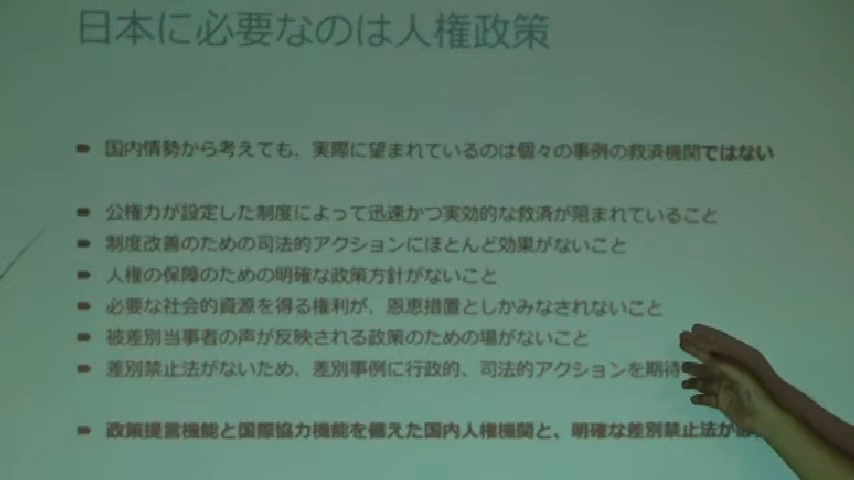 日本に必要なのは人権政策
国内情勢から考えても、実際に望まれているのは個々の事例の救済機関ではない
公権力が設定した制度によって迅速かつ実効的な救済が阻まれていること
制度改善のための司法的アクションにほとんど効果がないこと
人権の保障のための明確な政策方針がないこと
必要な社会的資源を得る権利が、恩恵措置としかみなされないこと
被差別当事者の声が反映される政策のための場がないこと
差別禁止法がないため、差別事例に行政的、司法的アクションを期待
政策提言機能と国際協力機能を備えた国内人権機関と、明確な差別禁止法が